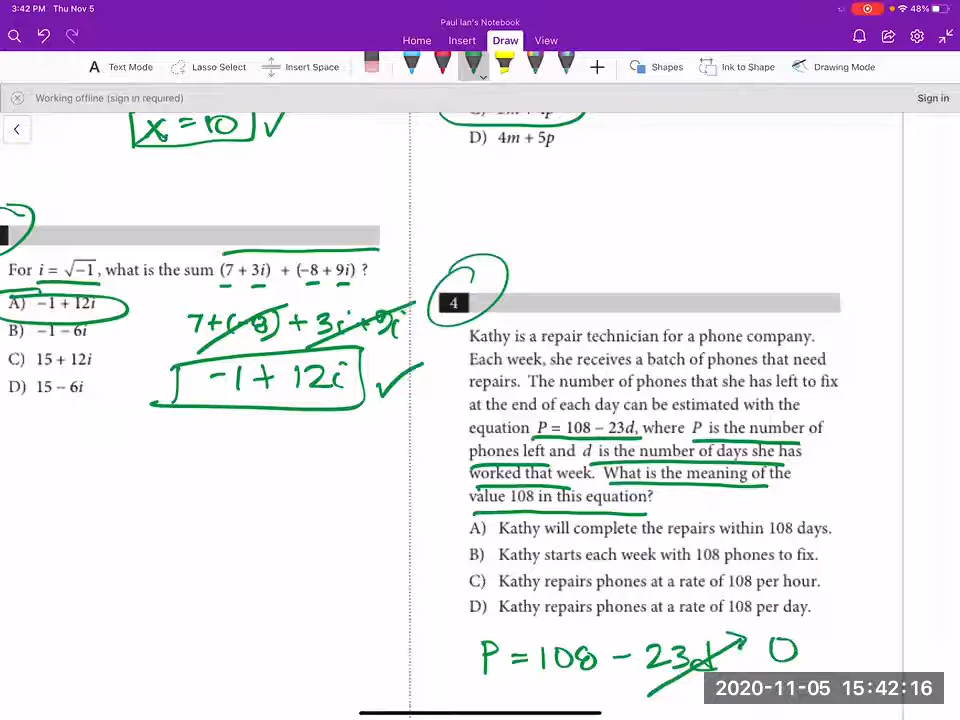 3:42 PM Thu Nov 5
48%
Paul Ian's Notebook
Home Insert Draw View
A Text Mode Lasso Select Insert Space Shapes Ink to Shape Drawing Mode
Working offline (sign in required) Sign in
x = 10 ✓
For i = √−1, what is the sum (7 + 3i) + (−8 + 9i) ?
A) −1 + 12i
B) −1 − 6i
C) 15 + 12i
D) 15 − 6i
7+(-8) + 3i + 9i
-1 + 12i ✓
D) 4m + 5p
4
Kathy is a repair technician for a phone company.
Each week, she receives a batch of phones that need
repairs. The number of phones that she has left to fix
at the end of each day can be estimated with the
equation P = 108 − 23d, where P is the number of
phones left and d is the number of days she has
worked that week. What is the meaning of the
value 108 in this equation?
A) Kathy will complete the repairs within 108 days.
B) Kathy starts each week with 108 phones to fix.
C) Kathy repairs phones at a rate of 108 per hour.
D) Kathy repairs phones at a rate of 108 per day.
P = 108 - 23d 0
2020-11-05 15:42:16